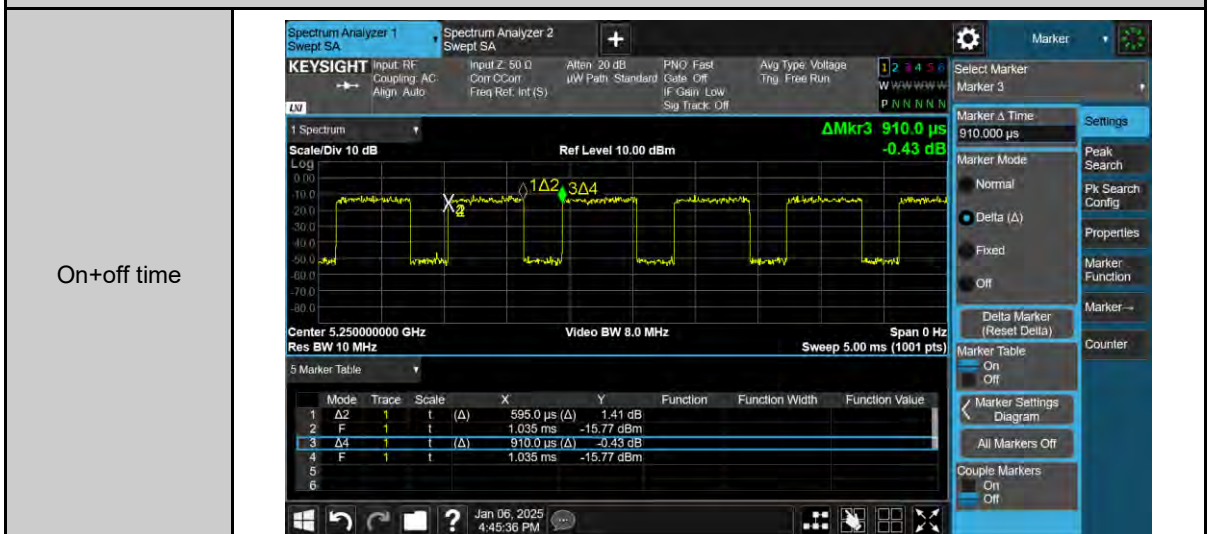 On+off time
Spectrum Analyzer 1
Swept SA
Spectrum Analyzer 2
Swept SA
+
Marker
KEYSIGHT
Input: RF
Coupling: AC
Align: Auto
LXI
Input Z: 50 Ω
Corr CCorr
Freq Ref: Int (S)
Atten: 20 dB
µW Path: Standard
PNO: Fast
Gate: Off
IF Gain: Low
Sig Track: Off
Avg Type: Voltage
Trig: Free Run
1 2 3 4 5 6
W W W W W W
P N N N N N
Select Marker
Marker 3
1 Spectrum
ΔMkr3 910.0 µs
-0.43 dB
Scale/Div 10 dB
Ref Level 10.00 dBm
Log
0.00
-10.0
-20.0
-30.0
-40.0
-50.0
-60.0
-70.0
-80.0
1Δ2
3Δ4
Center 5.250000000 GHz
Video BW 8.0 MHz
Span 0 Hz
Res BW 10 MHz
Sweep 5.00 ms (1001 pts)
5 Marker Table
Mode Trace Scale X Y Function Function Width Function Value
1 Δ2 1 t (Δ) 595.0 µs (Δ) 1.41 dB
2 F 1 t 1.035 ms -15.77 dBm
3 Δ4 1 t (Δ) 910.0 µs (Δ) -0.43 dB
4 F 1 t 1.035 ms -15.77 dBm
5
6
Marker Δ Time
910.000 µs
Marker Mode
Normal
Delta (Δ)
Fixed
Off
Delta Marker
(Reset Delta)
Marker Table
On
Off
Marker Settings
Diagram
All Markers Off
Couple Markers
On
Off
Settings
Peak
Search
Pk Search
Config
Properties
Marker
Function
Marker→
Counter
?
Jan 06, 2025
4:45:36 PM